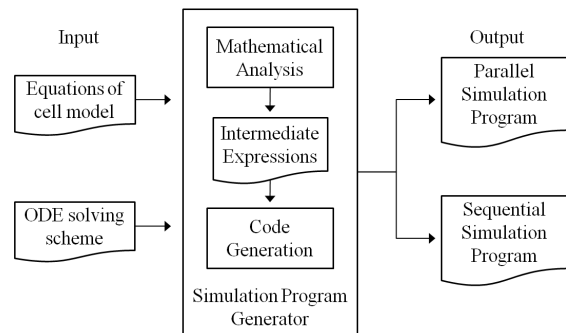 Input
Equations of
cell model
ODE solving
scheme
Mathematical
Analysis
Intermediate
Expressions
Code
Generation
Simulation Program
Generator
Output
Parallel
Simulation
Program
Sequential
Simulation
Program